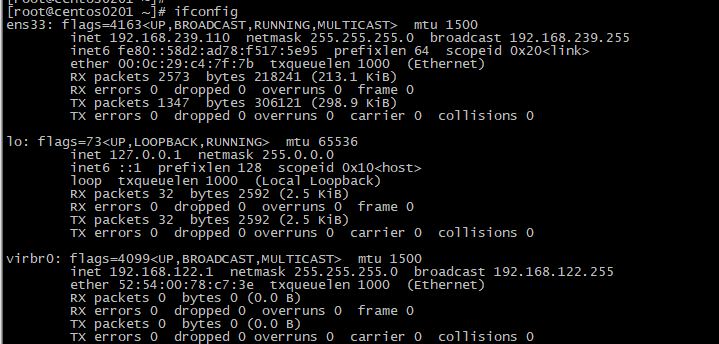 [root@centos0201 ~]#
[root@centos0201 ~]# ifconfig
ens33: flags=4163<UP,BROADCAST,RUNNING,MULTICAST>  mtu 1500
        inet 192.168.239.110  netmask 255.255.255.0  broadcast 192.168.239.255
        inet6 fe80::58d2:ad78:f517:5e95  prefixlen 64  scopeid 0x20<link>
        ether 00:0c:29:c4:7f:7b  txqueuelen 1000  (Ethernet)
        RX packets 2573  bytes 218241 (213.1 KiB)
        RX errors 0  dropped 0  overruns 0  frame 0
        TX packets 1347  bytes 306121 (298.9 KiB)
        TX errors 0  dropped 0 overruns 0  carrier 0  collisions 0

lo: flags=73<UP,LOOPBACK,RUNNING>  mtu 65536
        inet 127.0.0.1  netmask 255.0.0.0
        inet6 ::1  prefixlen 128  scopeid 0x10<host>
        loop  txqueuelen 1000  (Local Loopback)
        RX packets 32  bytes 2592 (2.5 KiB)
        RX errors 0  dropped 0  overruns 0  frame 0
        TX packets 32  bytes 2592 (2.5 KiB)
        TX errors 0  dropped 0 overruns 0  carrier 0  collisions 0

virbr0: flags=4099<UP,BROADCAST,MULTICAST>  mtu 1500
        inet 192.168.122.1  netmask 255.255.255.0  broadcast 192.168.122.255
        ether 52:54:00:78:c7:3e  txqueuelen 1000  (Ethernet)
        RX packets 0  bytes 0 (0.0 B)
        RX errors 0  dropped 0  overruns 0  frame 0
        TX packets 0  bytes 0 (0.0 B)
        TX errors 0  dropped 0 overruns 0  carrier 0  collisions 0